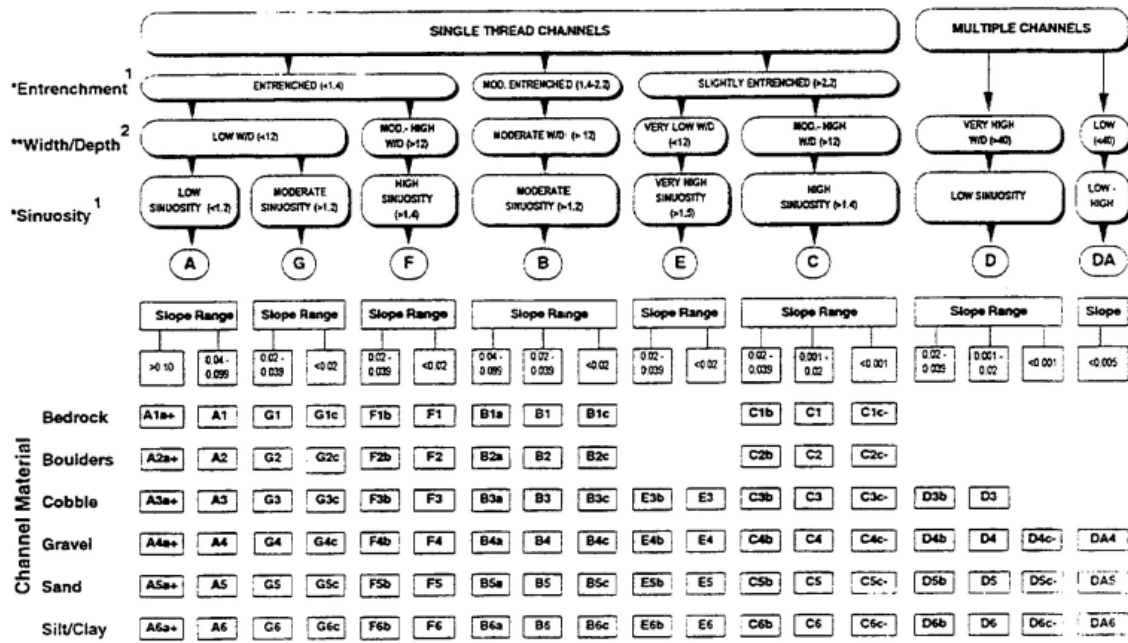 SINGLE THREAD CHANNELS MULTIPLE CHANNELS
*Entrenchment 1 ENTRENCHED (<1.4) MOD. ENTRENCHED (1.4-2.2) SLIGHTLY ENTRENCHED (>2.2)
**Width/Depth 2 LOW W/D (<12) MOD.- HIGH W/D (>12) MODERATE W/D (> 12) VERY LOW W/D (<12) MOD.- HIGH W/D (>12) VERY HIGH W/D (>40) LOW (<40)
*Sinuosity 1 LOW SINUOSITY (<1.2) MODERATE SINUOSITY (>1.2) HIGH SINUOSITY (>1.4) MODERATE SINUOSITY (>1.2) VERY HIGH SINUOSITY (>1.5) HIGH SINUOSITY (>1.4) LOW SINUOSITY LOW - HIGH
A G F B E C D DA
Slope Range Slope Range Slope Range Slope Range Slope Range Slope Range Slope Range Slope
>0.10 0.04 - 0.099 0.02 - 0.039 <0.02 0.02 - 0.039 <0.02 0.04 - 0.099 0.02 - 0.039 <0.02 0.02 - 0.039 <0.02 0.02 - 0.039 0.001 - 0.02 <0.001 0.02 - 0.039 0.001 - 0.02 <0.001 <0.005
Channel Material
Bedrock A1a+ A1 G1 G1c F1b F1 B1a B1 B1c C1b C1 C1c-
Boulders A2a+ A2 G2 G2c F2b F2 B2a B2 B2c C2b C2 C2c-
Cobble A3a+ A3 G3 G3c F3b F3 B3a B3 B3c E3b E3 C3b C3 C3c- D3b D3
Gravel A4a+ A4 G4 G4c F4b F4 B4a B4 B4c E4b E4 C4b C4 C4c- D4b D4 D4c- DA4
Sand A5a+ A5 G5 G5c F5b F5 B5a B5 B5c E5b E5 C5b C5 C5c- D5b D5 D5c- DA5
Silt/Clay A6a+ A6 G6 G6c F6b F6 B6a B6 B6c E6b E6 C6b C6 C6c- D6b D6 D6c- DA6